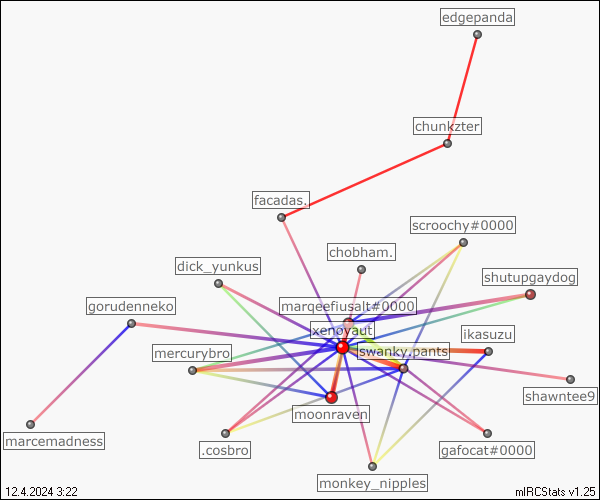 edgepanda
chunkzter
facadas.
scroochy#0000
chobham.
dick_yunkus
shutupgaydog
gorudenneko
marqeefiusalt#0000
xenoyaut
ikasuzu
mercurybro
swanky.pants
shawntee9
moonraven
marcemadness
.cosbro
gafocat#0000
monkey_nipples
12.4.2024 3:22
mIRCStats v1.25